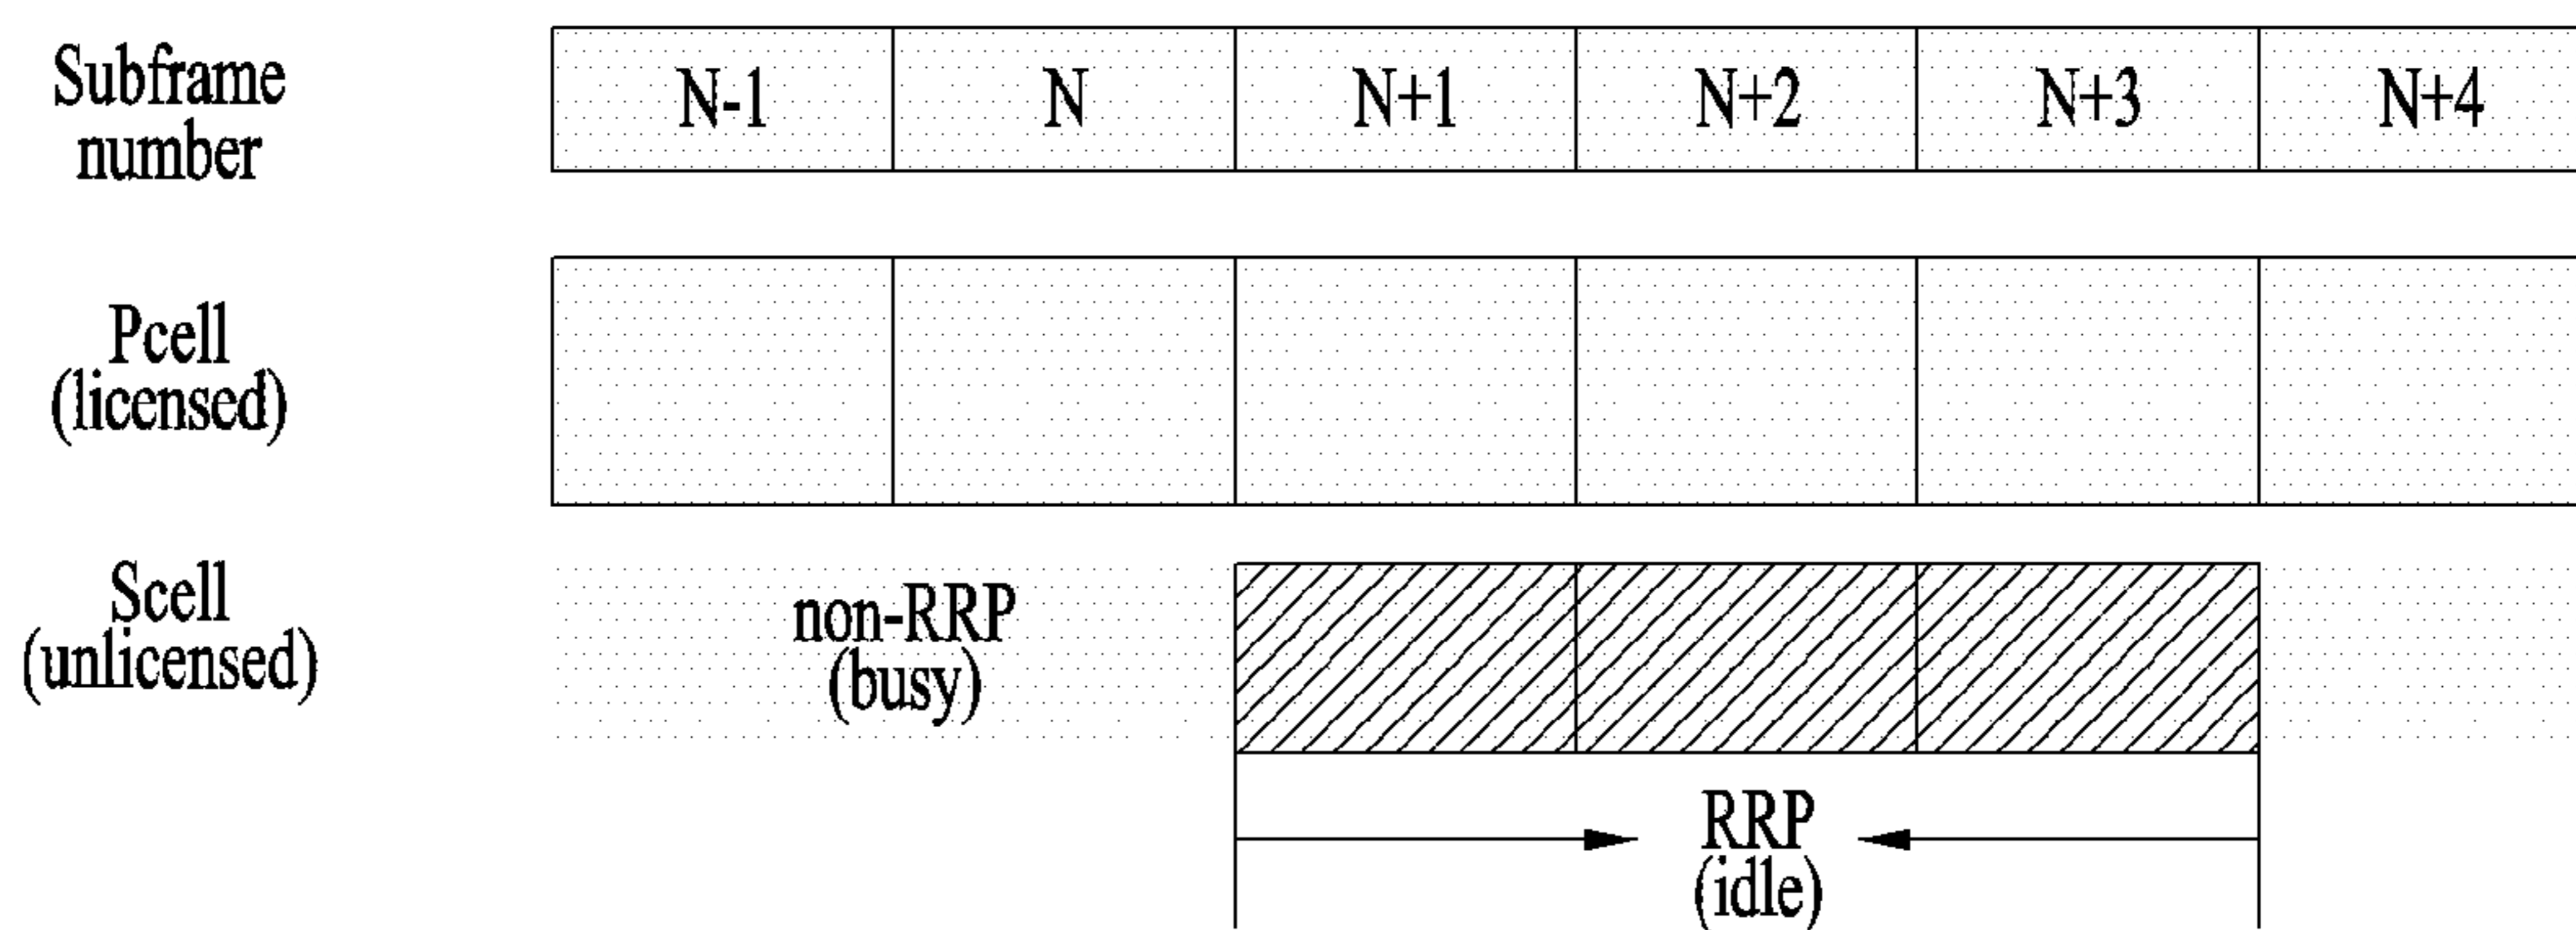 Subframe
number
N-1
N
N+1
N+2
N+3
N+4
Pcell
(licensed)
Scell
(unlicensed)
non-RRP
(busy)
RRP
(idle)